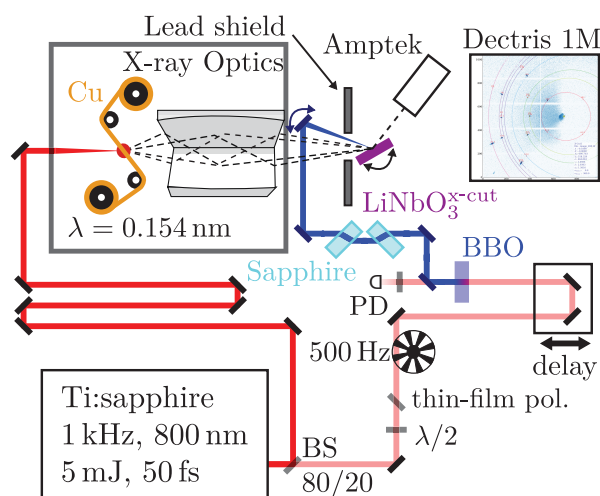 Lead shield
X-ray Optics
Amptek
Dectris 1M
Cu
λ = 0.154 nm
LiNbO₃ˣ⁻ᶜᵘᵗ
Sapphire
BBO
PD
500 Hz
delay
thin-film pol.
λ/2
Ti:sapphire
1 kHz, 800 nm
5 mJ, 50 fs
BS
80/20